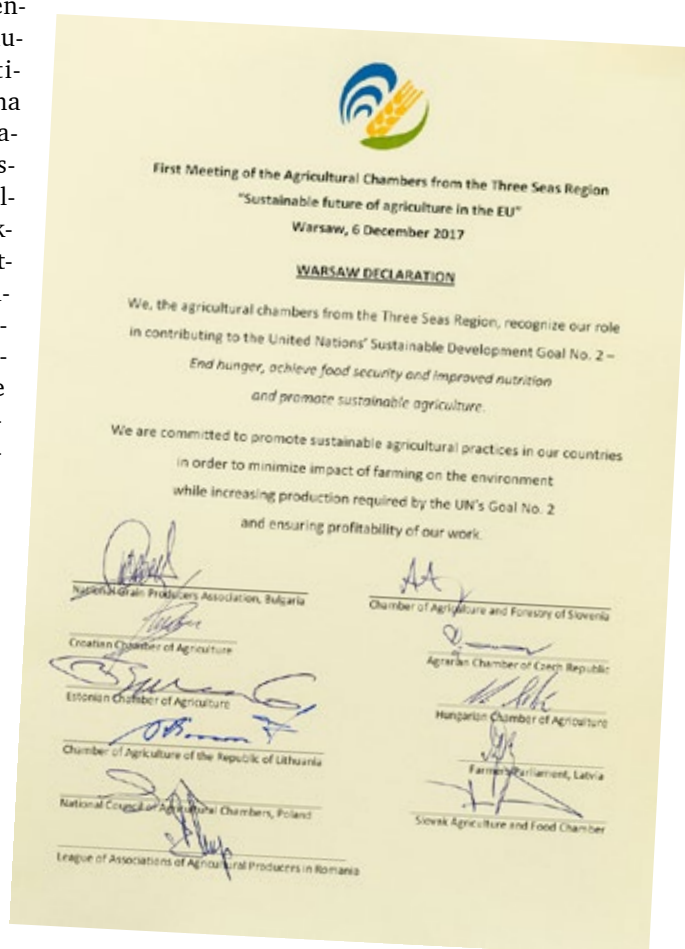 en-
u-
ti-
na
a-
s-
l-
k-
t-
e
First Meeting of the Agricultural Chambers from the Three Seas Region
"Sustainable future of agriculture in the EU"
Warsaw, 6 December 2017
WARSAW DECLARATION
We, the agricultural chambers from the Three Seas Region, recognize our role
in contributing to the United Nations' Sustainable Development Goal No. 2 –
End hunger, achieve food security and improved nutrition
and promote sustainable agriculture.
We are committed to promote sustainable agricultural practices in our countries
in order to minimize impact of farming on the environment
while increasing production required by the UN's Goal No. 2
and ensuring profitability of our work.
National Grain Producers Association, Bulgaria
Croatian Chamber of Agriculture
Estonian Chamber of Agriculture
Chamber of Agriculture of the Republic of Lithuania
National Council of Agricultural Chambers, Poland
League of Associations of Agricultural Producers in Romania
Chamber of Agriculture and Forestry of Slovenia
Agrarian Chamber of Czech Republic
Hungarian Chamber of Agriculture
Farmers Parliament, Latvia
Slovak Agriculture and Food Chamber